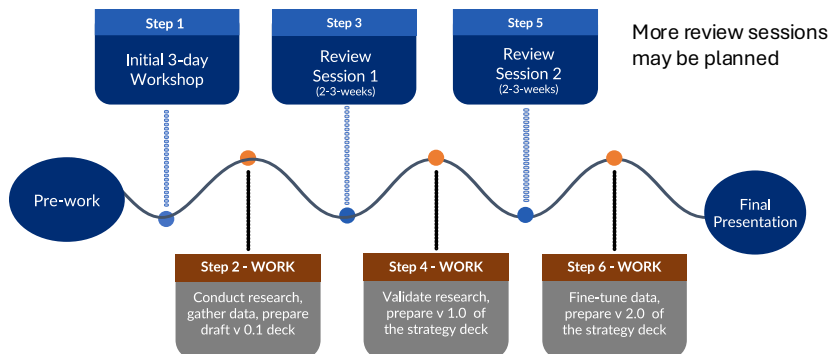 Step 1
Initial 3-day
Workshop
Step 3
Review
Session 1
(2-3-weeks)
Step 5
Review
Session 2
(2-3-weeks)
More review sessions
may be planned
Pre-work
Final
Presentation
Step 2 - WORK
Conduct research,
gather data, prepare
draft v 0.1 deck
Step 4 - WORK
Validate research,
prepare v 1.0 of
the strategy deck
Step 6 - WORK
Fine-tune data,
prepare v 2.0 of
the strategy deck